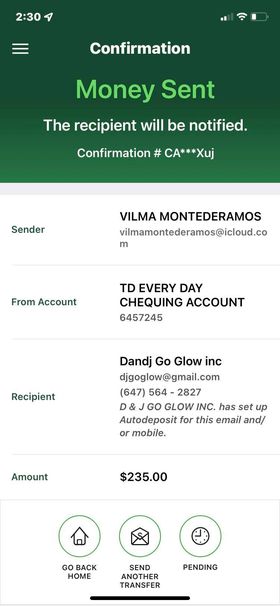 2:30
Confirmation
Money Sent
The recipient will be notified.
Confirmation # CA***Xuj
Sender
VILMA MONTEDERAMOS
vilmamontederamos@icloud.co
m
From Account
TD EVERY DAY
CHEQUING ACCOUNT
6457245
Recipient
Dandj Go Glow inc
djgoglow@gmail.com
(647) 564 - 2827
D & J GO GLOW INC. has set up
Autodeposit for this email and/
or mobile.
Amount
$235.00
GO BACK
HOME
SEND
ANOTHER
TRANSFER
PENDING